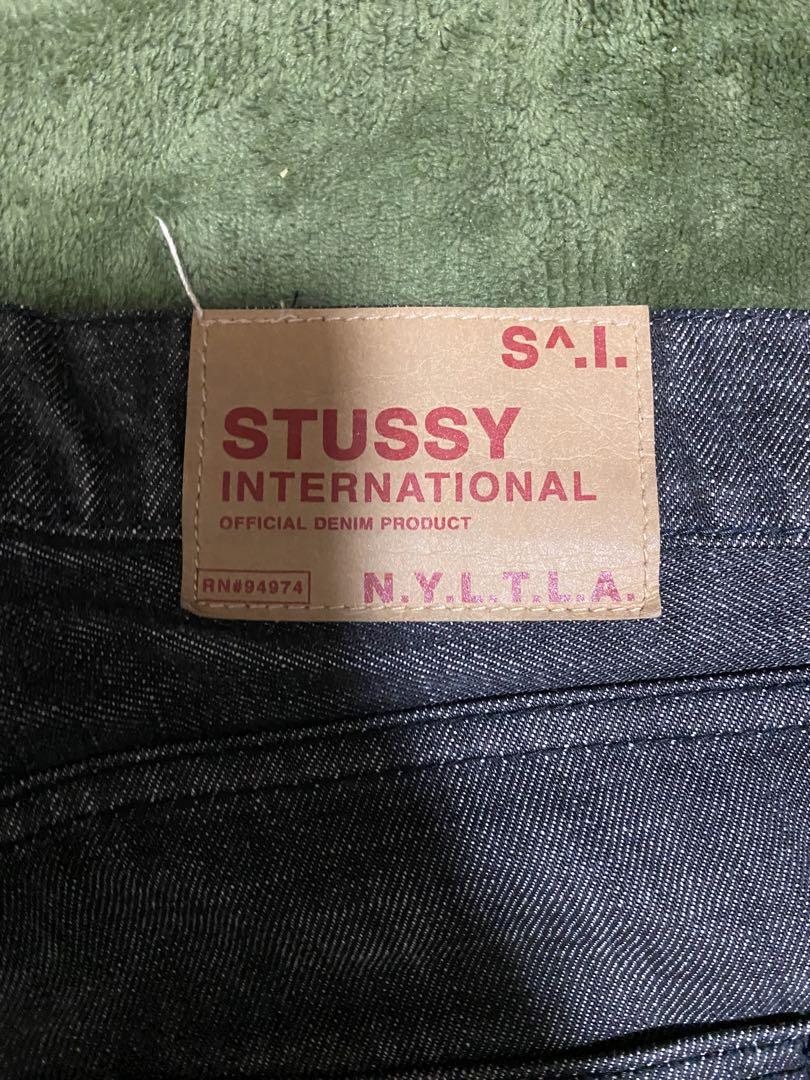 S^.I.
STUSSY
INTERNATIONAL
OFFICIAL DENIM PRODUCT
RN#94974 N.Y.L.T.L.A.